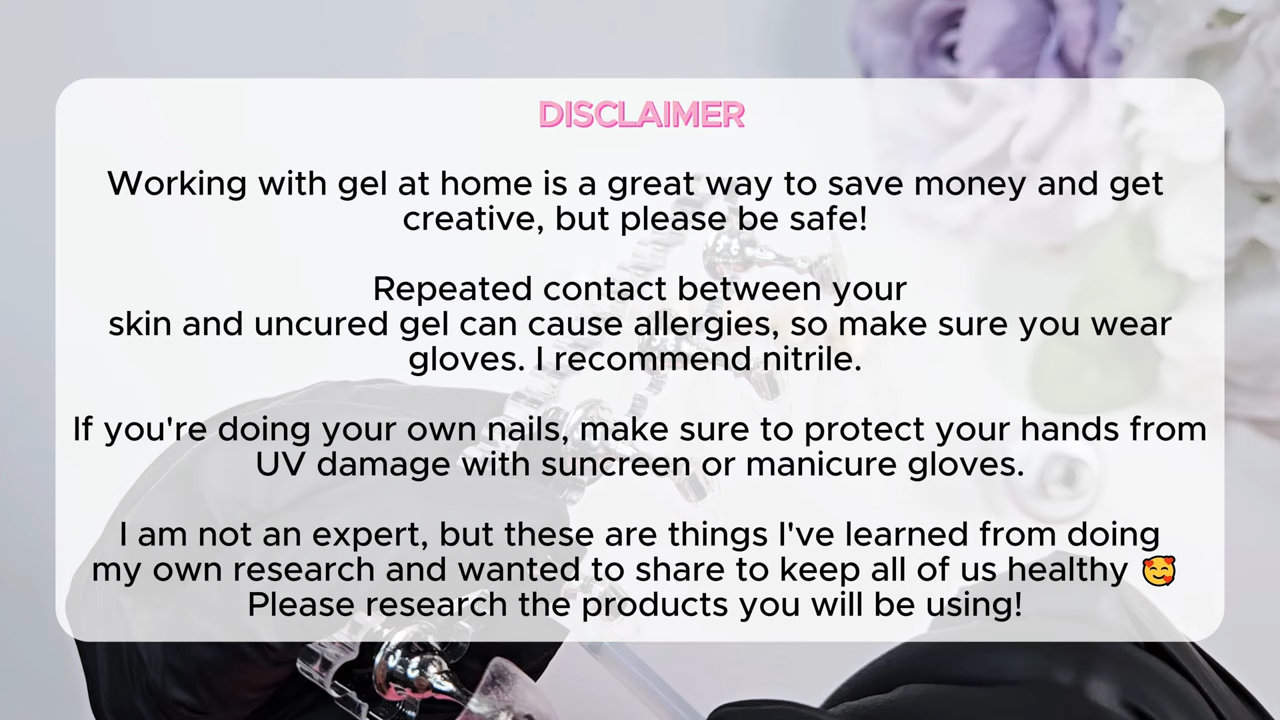 DISCLAIMER
Working with gel at home is a great way to save money and get
creative, but please be safe!
Repeated contact between your
skin and uncured gel can cause allergies, so make sure you wear
gloves. I recommend nitrile.
If you're doing your own nails, make sure to protect your hands from
UV damage with suncreen or manicure gloves.
I am not an expert, but these are things I've learned from doing
my own research and wanted to share to keep all of us healthy 🥰
Please research the products you will be using!